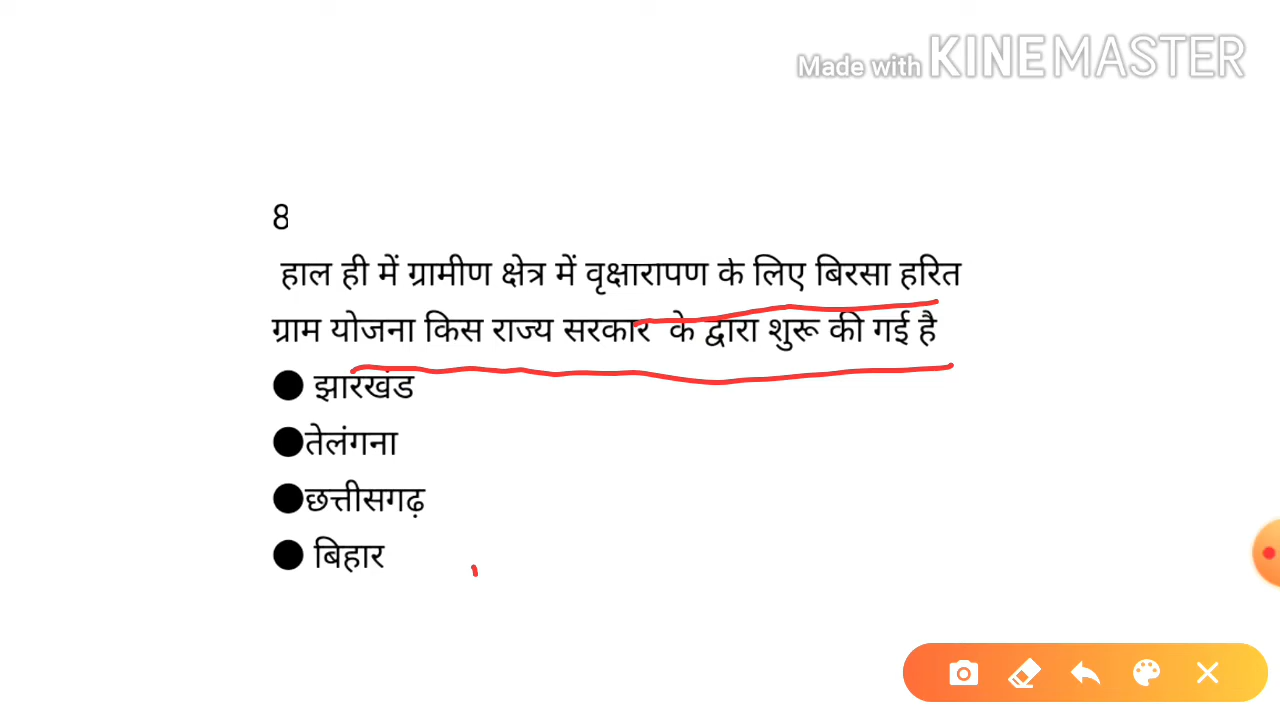 Made with KINEMASTER
8
हाल ही में ग्रामीण क्षेत्र में वृक्षारापण के लिए बिरसा हरित
ग्राम योजना किस राज्य सरकार के द्वारा शुरू की गई है
● झारखंड
●तेलंगना
●छत्तीसगढ़
● बिहार